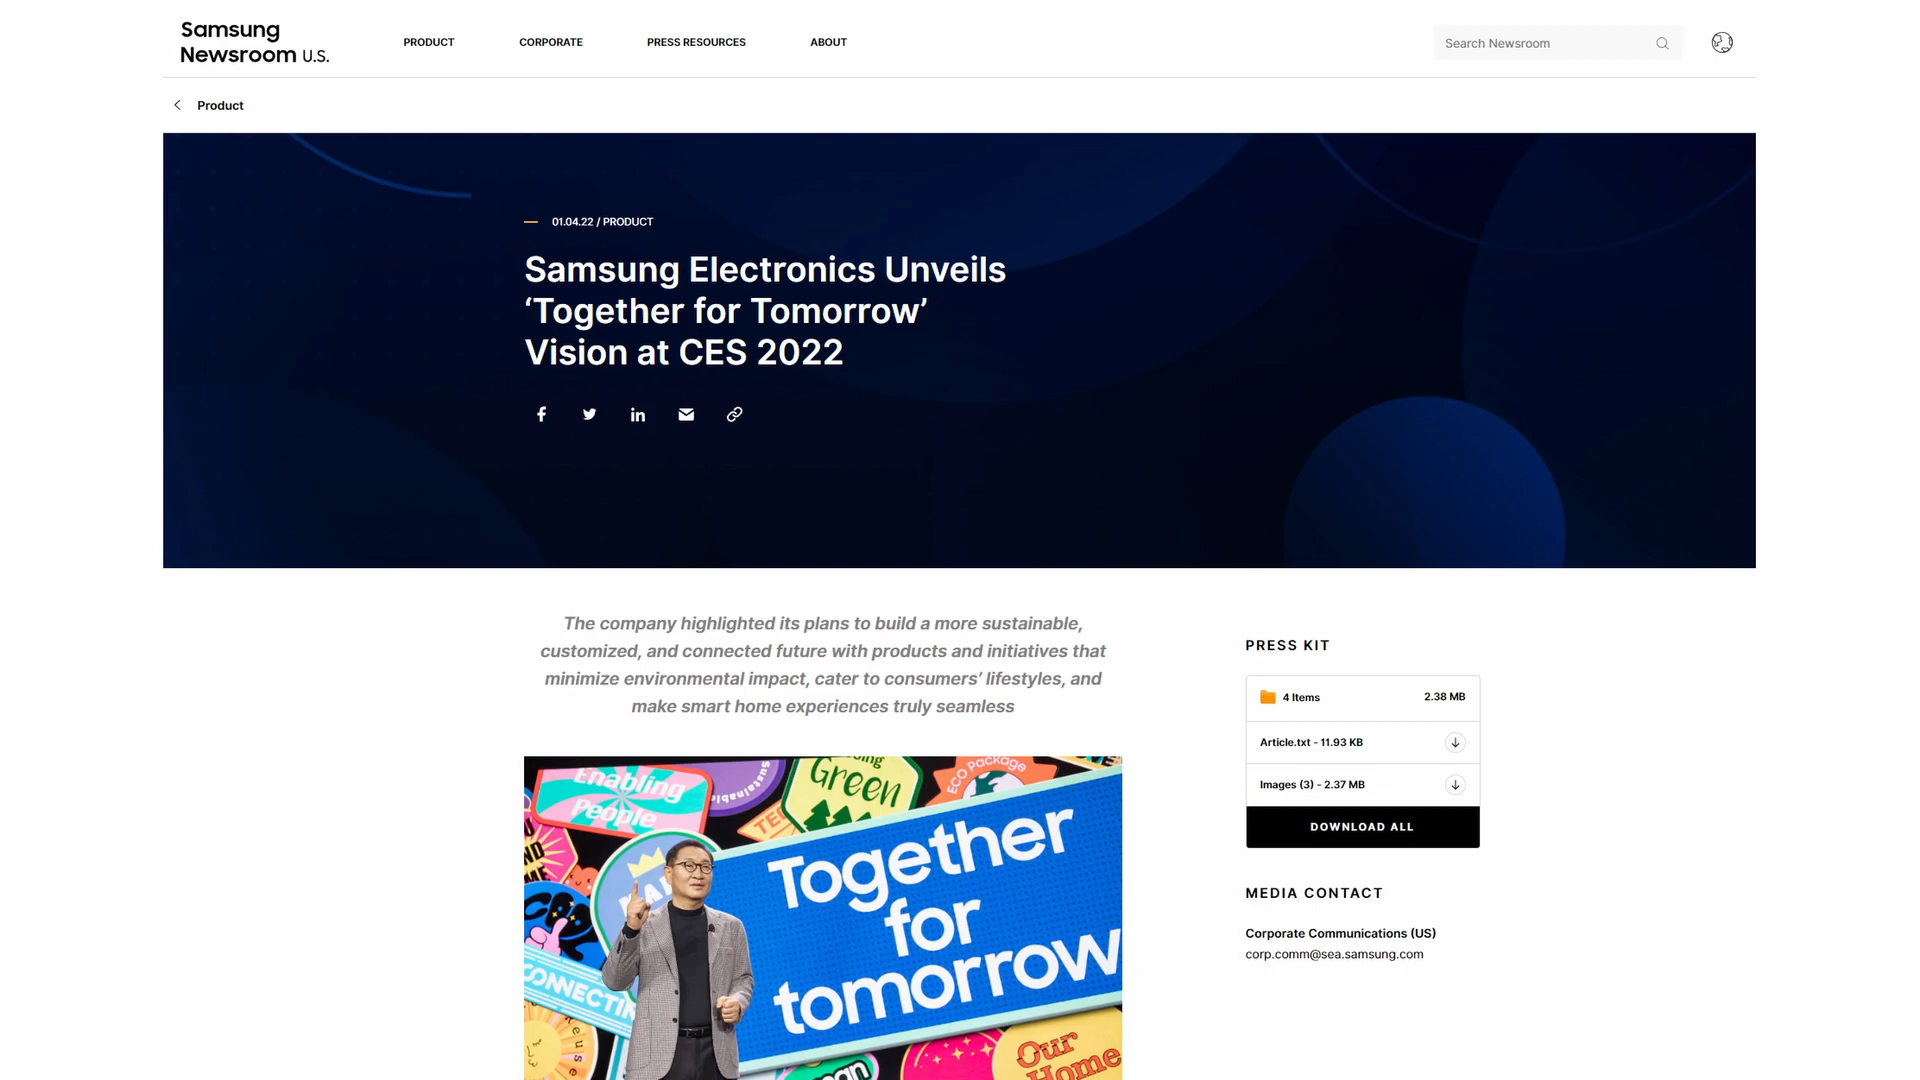 Samsung
Newsroom U.S.
PRODUCT
CORPORATE
PRESS RESOURCES
ABOUT
Search Newsroom
Product
01.04.22 / PRODUCT
Samsung Electronics Unveils
‘Together for Tomorrow’
Vision at CES 2022
The company highlighted its plans to build a more sustainable,
customized, and connected future with products and initiatives that
minimize environmental impact, cater to consumers’ lifestyles, and
make smart home experiences truly seamless
Enabling
People
Sustainable
Green
ECO Package
Together
for
tomorrow
Our
Home
PRESS KIT
4 Items
2.38 MB
Article.txt - 11.93 KB
Images (3) - 2.37 MB
DOWNLOAD ALL
MEDIA CONTACT
Corporate Communications (US)
corp.comm@sea.samsung.com